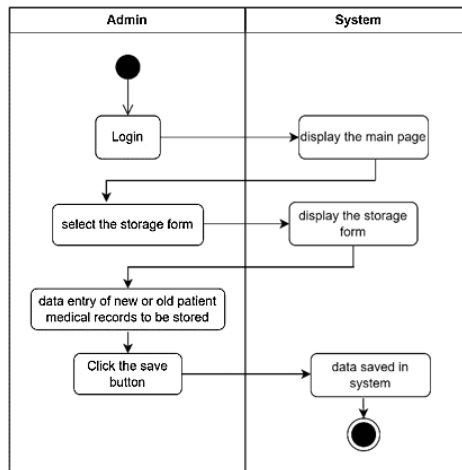 Admin
System
Login
display the main page
select the storage form
display the storage
form
data entry of new or old patient
medical records to be stored
Click the save
button
data saved in
system